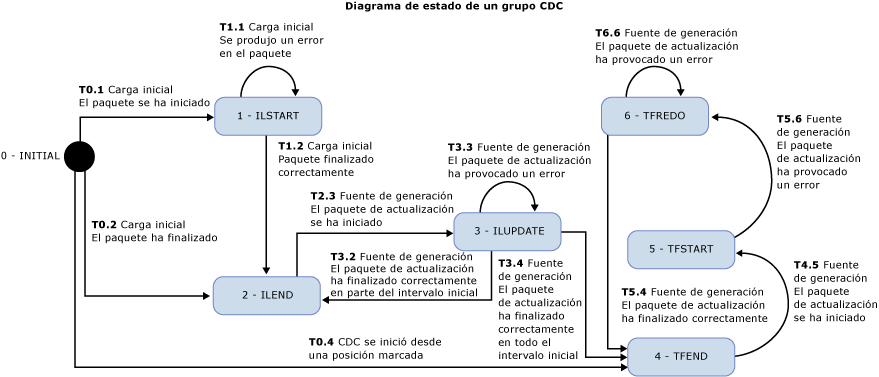 Diagrama de estado de un grupo CDC
T1.1 Carga inicial
Se produjo un error
en el paquete
T0.1 Carga inicial
El paquete se ha iniciado
1 - ILSTART
0 - INITIAL
T1.2 Carga inicial
Paquete finalizado
correctamente
T0.2 Carga inicial
El paquete ha finalizado
T2.3 Fuente de generación
El paquete de actualización
se ha iniciado
T3.3 Fuente de generación
El paquete de actualización
ha provocado un error
3 - ILUPDATE
T3.2 Fuente de generación
El paquete de actualización
ha finalizado correctamente
en parte del intervalo inicial
2 - ILEND
T3.4 Fuente
de generación
El paquete
de actualización
ha finalizado
correctamente
en todo el
intervalo inicial
T0.4 CDC se inició desde
una posición marcada
T6.6 Fuente de generación
El paquete de actualización
ha provocado un error
6 - TFREDO
T5.6 Fuente
de generación
El paquete
de actualización
ha provocado
un error
5 - TFSTART
T4.5 Fuente
de generación
El paquete
de actualización
se ha iniciado
T5.4 Fuente de generación
El paquete de actualización
ha finalizado correctamente
4 - TFEND